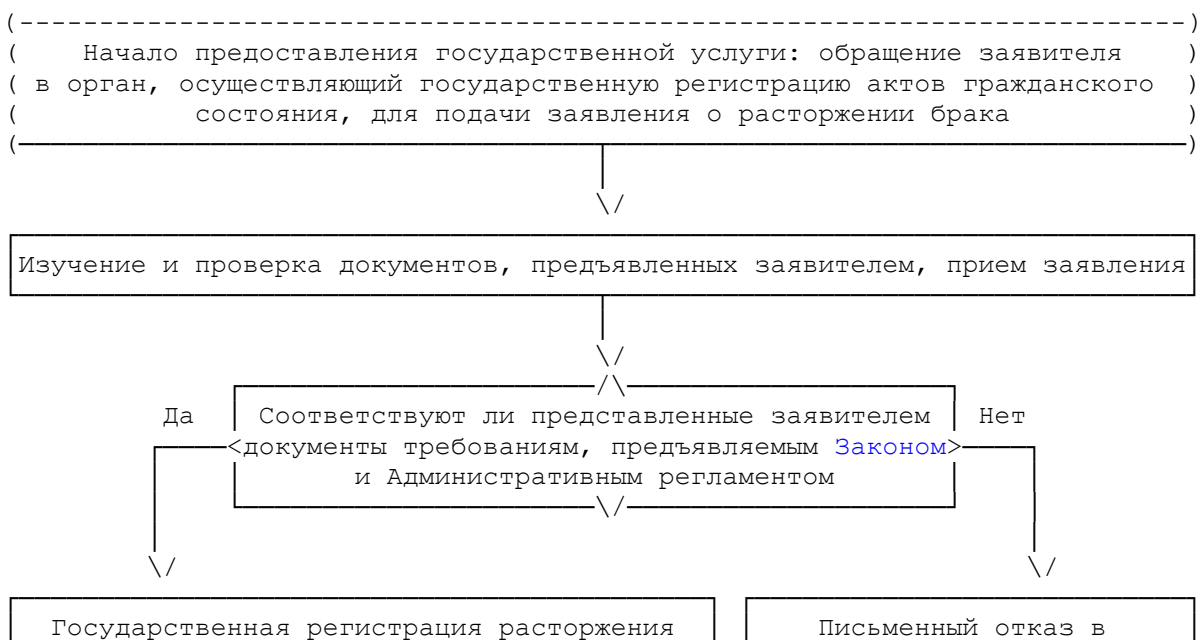 Начало предоставления государственной услуги: обращение заявителя
в орган, осуществляющий государственную регистрацию актов гражданского
состояния, для подачи заявления о расторжении брака
Изучение и проверка документов, предъявленных заявителем, прием заявления
Да Соответствуют ли представленные заявителем Нет
документы требованиям, предъявляемым Законом
и Административным регламентом
Государственная регистрация расторжения Письменный отказ в